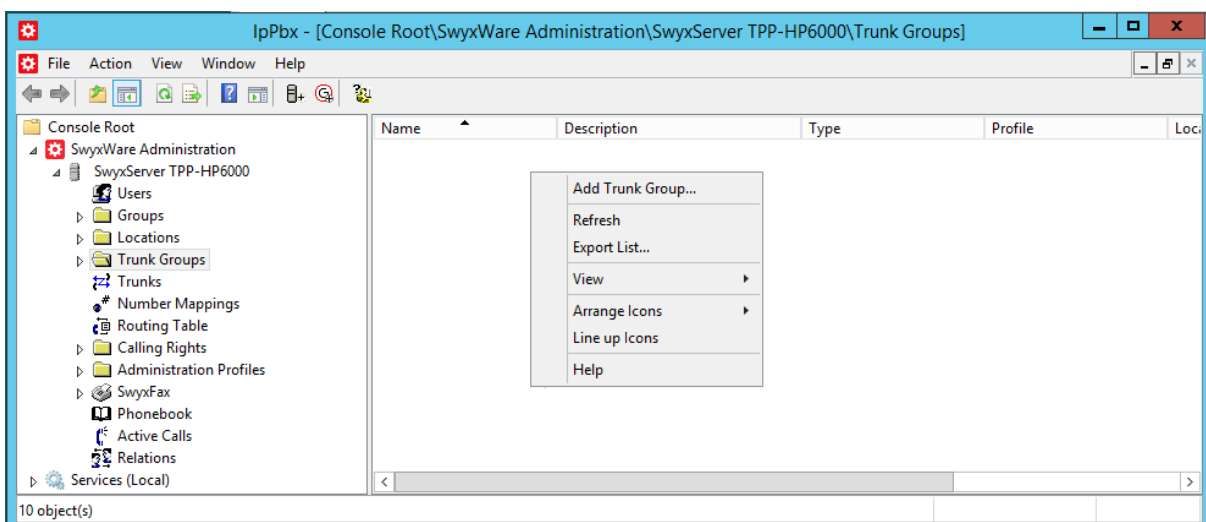 IpPbx - [Console Root\SwyxWare Administration\SwyxServer TPP-HP6000\Trunk Groups]
File Action View Window Help
Console Root
SwyxWare Administration
SwyxServer TPP-HP6000
Users
Groups
Locations
Trunk Groups
Trunks
Number Mappings
Routing Table
Calling Rights
Administration Profiles
SwyxFax
Phonebook
Active Calls
Relations
Services (Local)
Name Description Type Profile Loca
Add Trunk Group...
Refresh
Export List...
View
Arrange Icons
Line up Icons
Help
10 object(s)